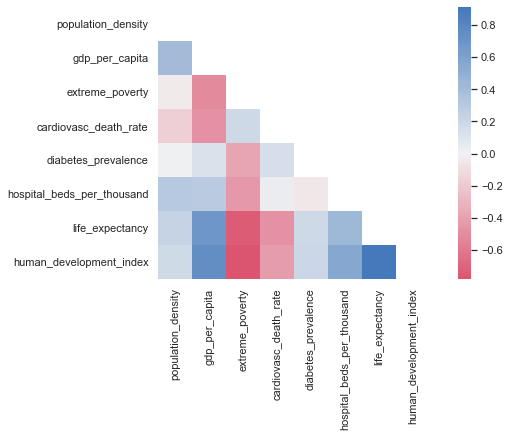 population_density
gdp_per_capita
extreme_poverty
cardiovasc_death_rate
diabetes_prevalence
hospital_beds_per_thousand
life_expectancy
human_development_index
population_density
gdp_per_capita
extreme_poverty
cardiovasc_death_rate
diabetes_prevalence
hospital_beds_per_thousand
life_expectancy
human_development_index
0.8
0.6
0.4
0.2
0.0
−0.2
−0.4
−0.6